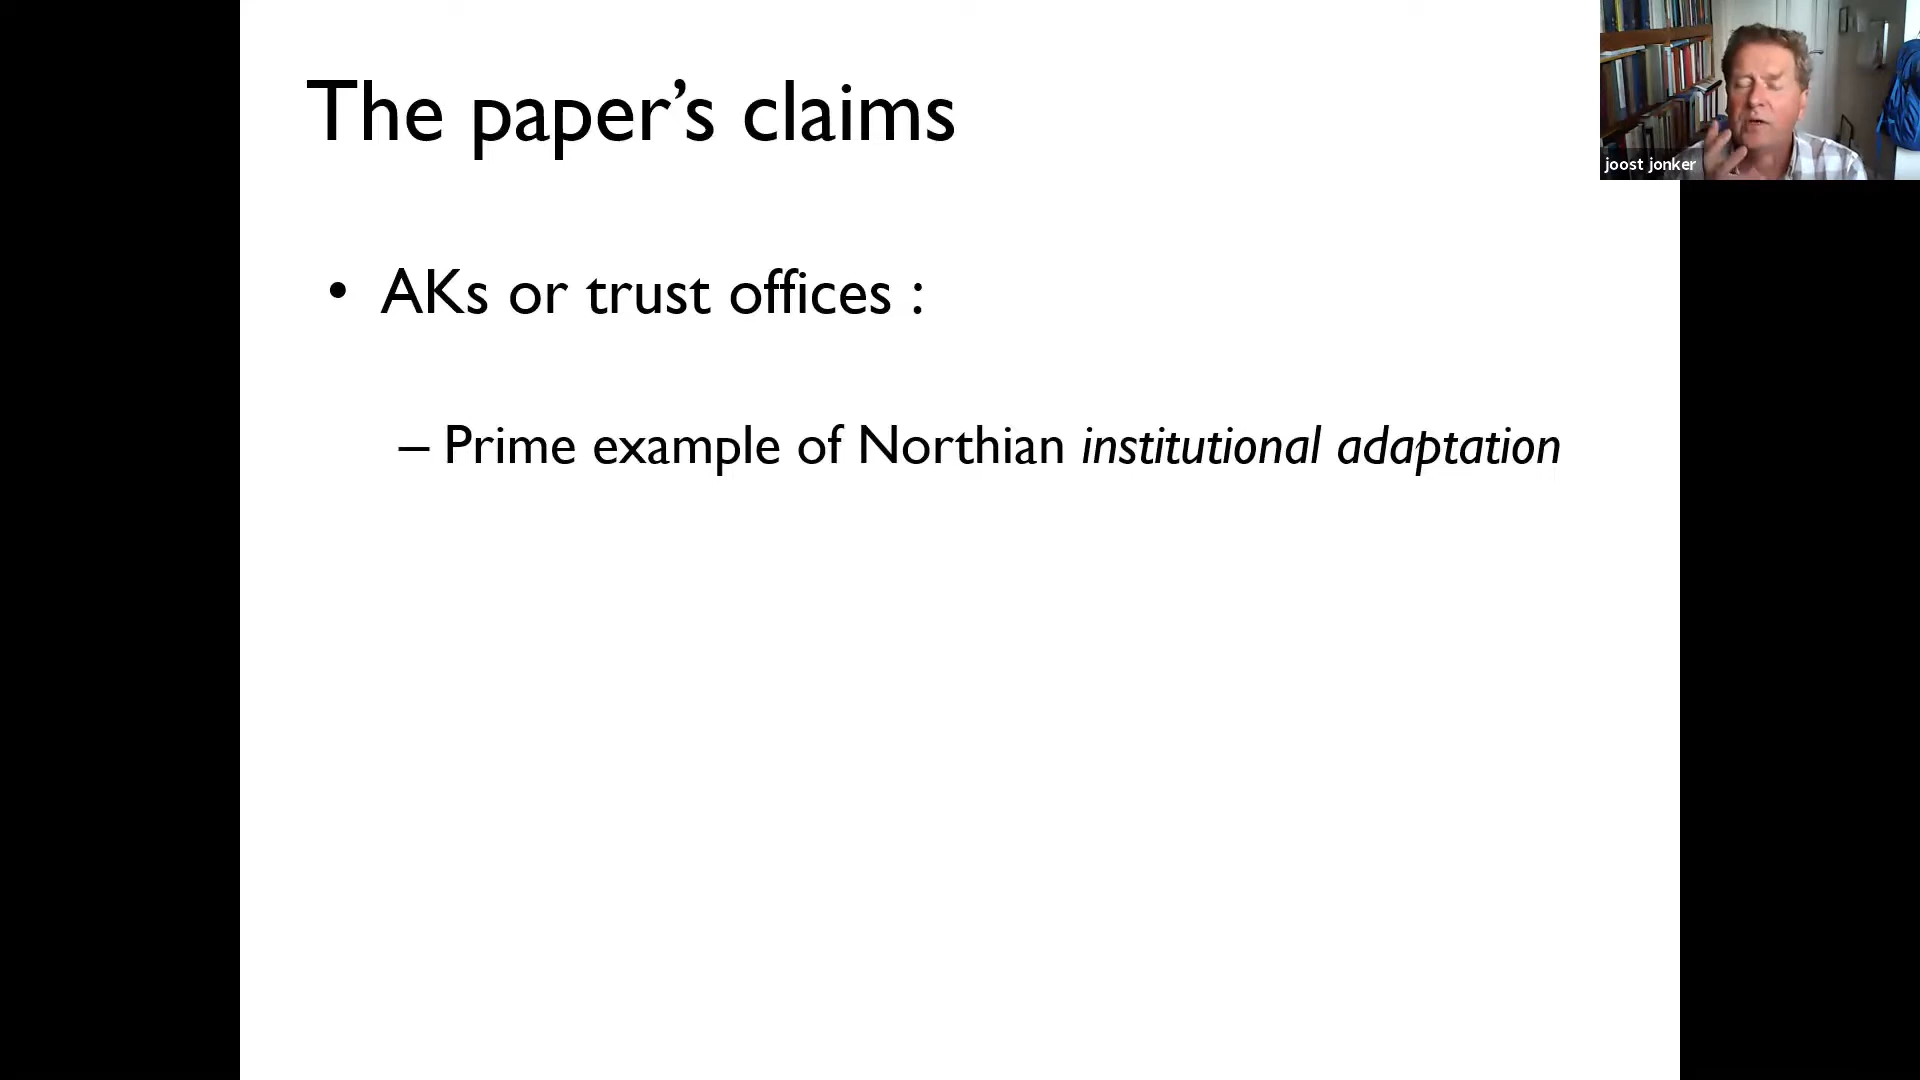 The paper’s claims
joost jonker
• AKs or trust offices :
– Prime example of Northian institutional adaptation